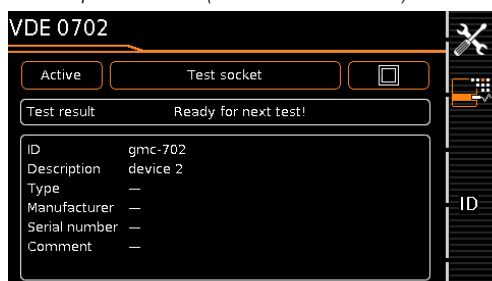 VDE 0702
Active Test socket
Test result Ready for next test!
ID gmc-702
Description device 2
Type —
Manufacturer —
Serial number —
Comment —
ID